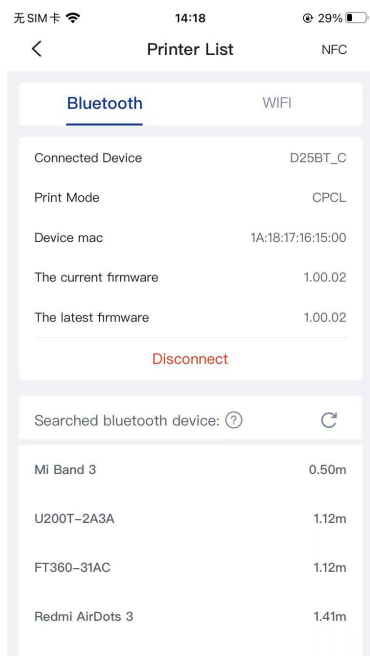 无SIM卡 14:18 29%
Printer List NFC
Bluetooth WIFI
Connected Device D25BT_C
Print Mode CPCL
Device mac 1A:18:17:16:15:00
The current firmware 1.00.02
The latest firmware 1.00.02
Disconnect
Searched bluetooth device: ?
Mi Band 3 0.50m
U200T-2A3A 1.12m
FT360-31AC 1.12m
Redmi AirDots 3 1.41m